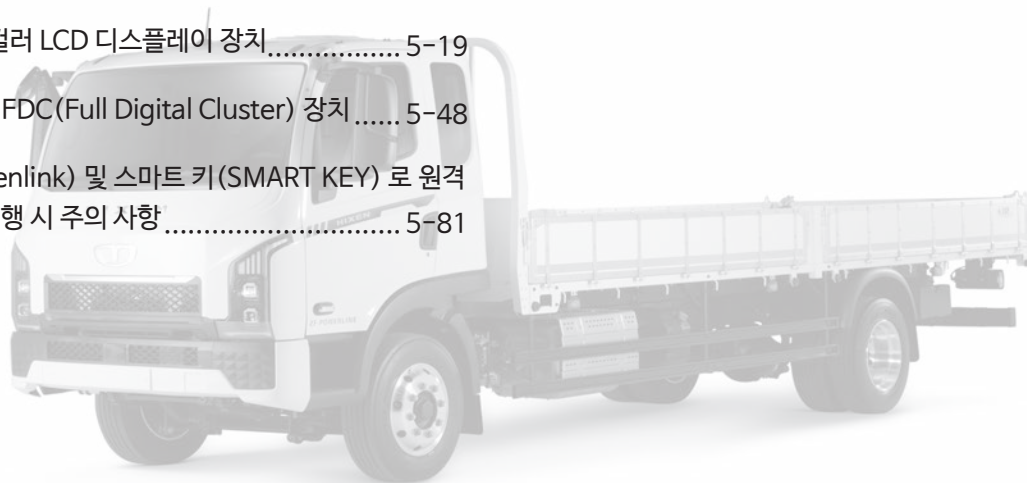 컬러 LCD 디스플레이 장치.................. 5-19
FDC(Full Digital Cluster) 장치...... 5-48
enlink) 및 스마트 키(SMART KEY) 로 원격
행 시 주의 사항............................... 5-81
HIXEN